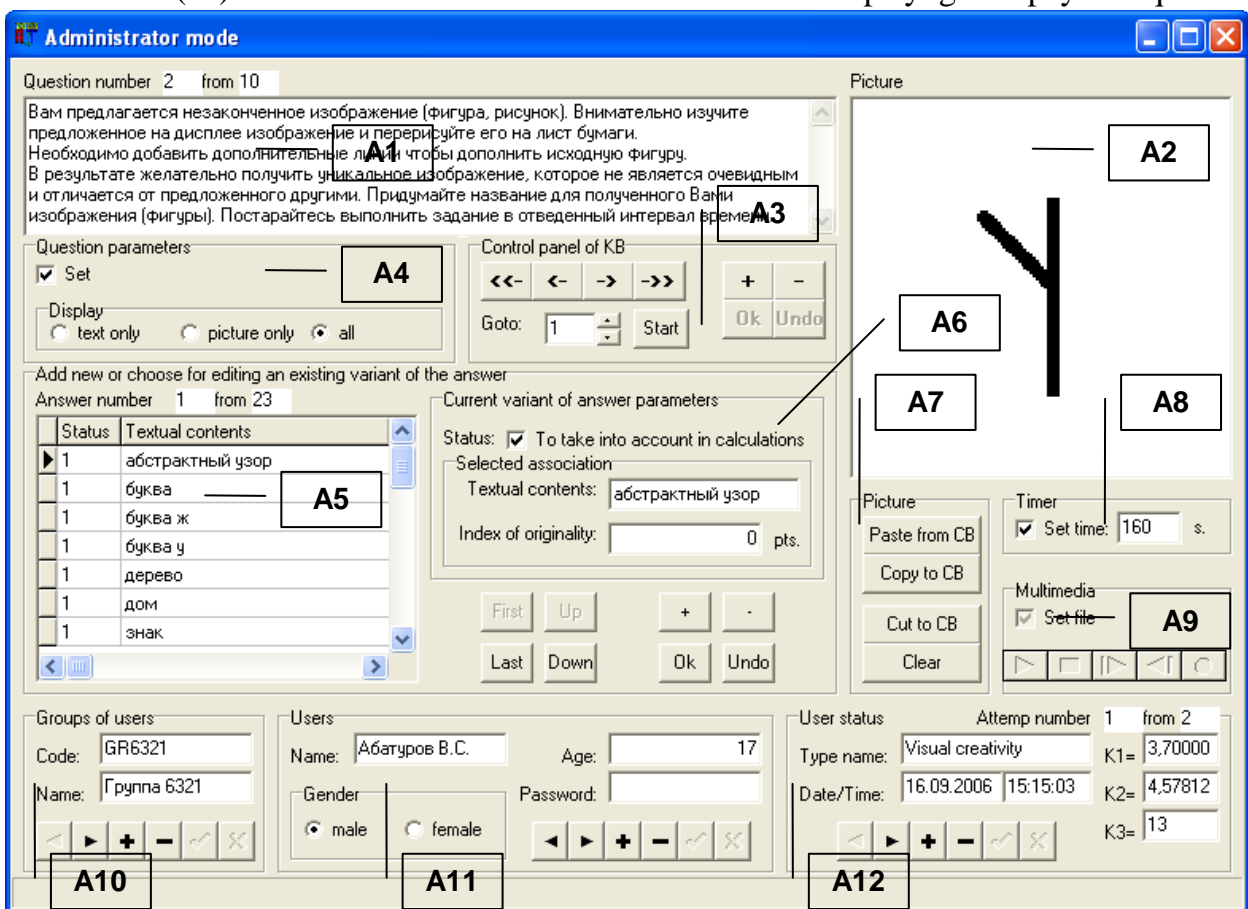 Administrator mode
Question number 2 from 10
Вам предлагается незаконченное изображение (фигура, рисунок). Внимательно изучите
предложенное на дисплее изображение и перерисуйте его на лист бумаги.
Необходимо добавить дополнительные линии чтобы дополнить исходную фигуру.
В результате желательно получить уникальное изображение, которое не является очевидным
и отличается от предложенного другими. Придумайте название для полученного Вами
изображения (фигуры). Постарайтесь выполнить задание в отведенный интервал времени
A1
A3
Picture
A2
Question parameters
Set
A4
Display
text only picture only all
Control panel of KB
<<- <- -> ->> + -
Goto: 1 Start Ok Undo
A6
A7
A8
Add new or choose for editing an existing variant of the answer
Answer number 1 from 23
Status Textual contents
1 абстрактный узор
1 буква
1 буква ж
1 буква у
1 дерево
1 дом
1 знак
A5
Current variant of answer parameters
Status: To take into account in calculations
Selected association
Textual contents: абстрактный узор
Index of originality: 0 pts.
First Up + -
Last Down Ok Undo
Picture
Paste from CB
Copy to CB
Cut to CB
Clear
Timer
Set time: 160 s.
Multimedia
Set file
A9
Groups of users
Code: GR6321
Name: Группа 6321
A10
Users
Name: Абатуров В.С. Age: 17
Gender Password:
male female
A11
User status Attemp number 1 from 2
Type name: Visual creativity K1= 3,70000
Date/Time: 16.09.2006 15:15:03 K2= 4,57812
K3= 13
A12